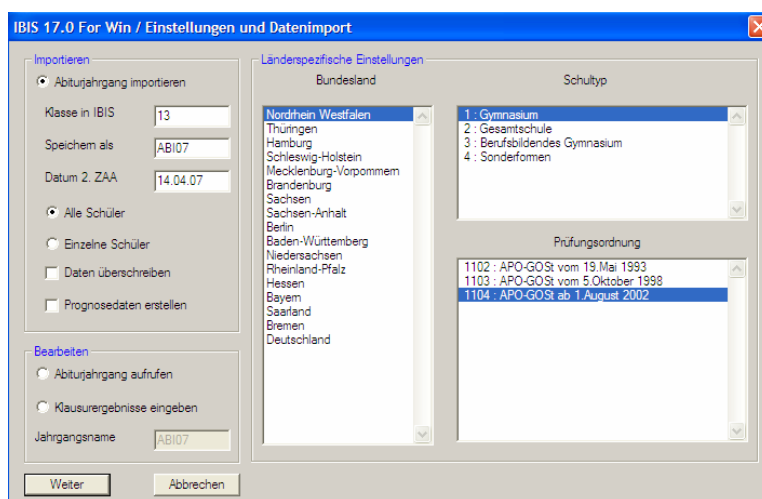 IBIS 17.0 For Win / Einstellungen und Datenimport
Importieren
Abiturjahrgang importieren
Klasse in IBIS 13
Speichern als ABI07
Datum 2. ZAA 14.04.07
Alle Schüler
Einzelne Schüler
Daten überschreiben
Prognosedaten erstellen
Bearbeiten
Abiturjahrgang aufrufen
Klausurergebnisse eingeben
Jahrgangsname ABI07
Weiter Abbrechen
Länderspezifische Einstellungen
Bundesland
Nordrhein Westfalen
Thüringen
Hamburg
Schleswig-Holstein
Mecklenburg-Vorpommern
Brandenburg
Sachsen
Sachsen-Anhalt
Berlin
Baden-Württemberg
Niedersachsen
Rheinland-Pfalz
Hessen
Bayern
Saarland
Bremen
Deutschland
Schultyp
1 : Gymnasium
2 : Gesamtschule
3 : Berufsbildendes Gymnasium
4 : Sonderformen
Prüfungsordnung
1102 : APO-GOSt vom 19.Mai 1993
1103 : APO-GOSt vom 5.Oktober 1998
1104 : APO-GOSt ab 1.August 2002